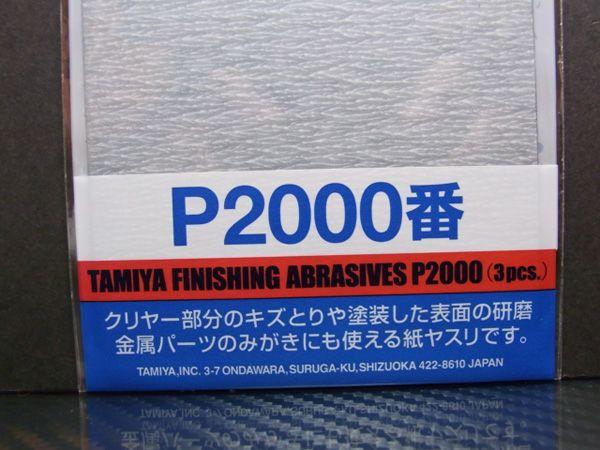 P2000番
TAMIYA FINISHING ABRASIVES P2000 (3pcs.)
クリヤー部分のキズとりや塗装した表面の研磨
金属パーツのみがきにも使える紙ヤスリです。
TAMIYA,INC. 3-7 ONDAWARA,SURUGA-KU,SHIZUOKA 422-8610 JAPAN